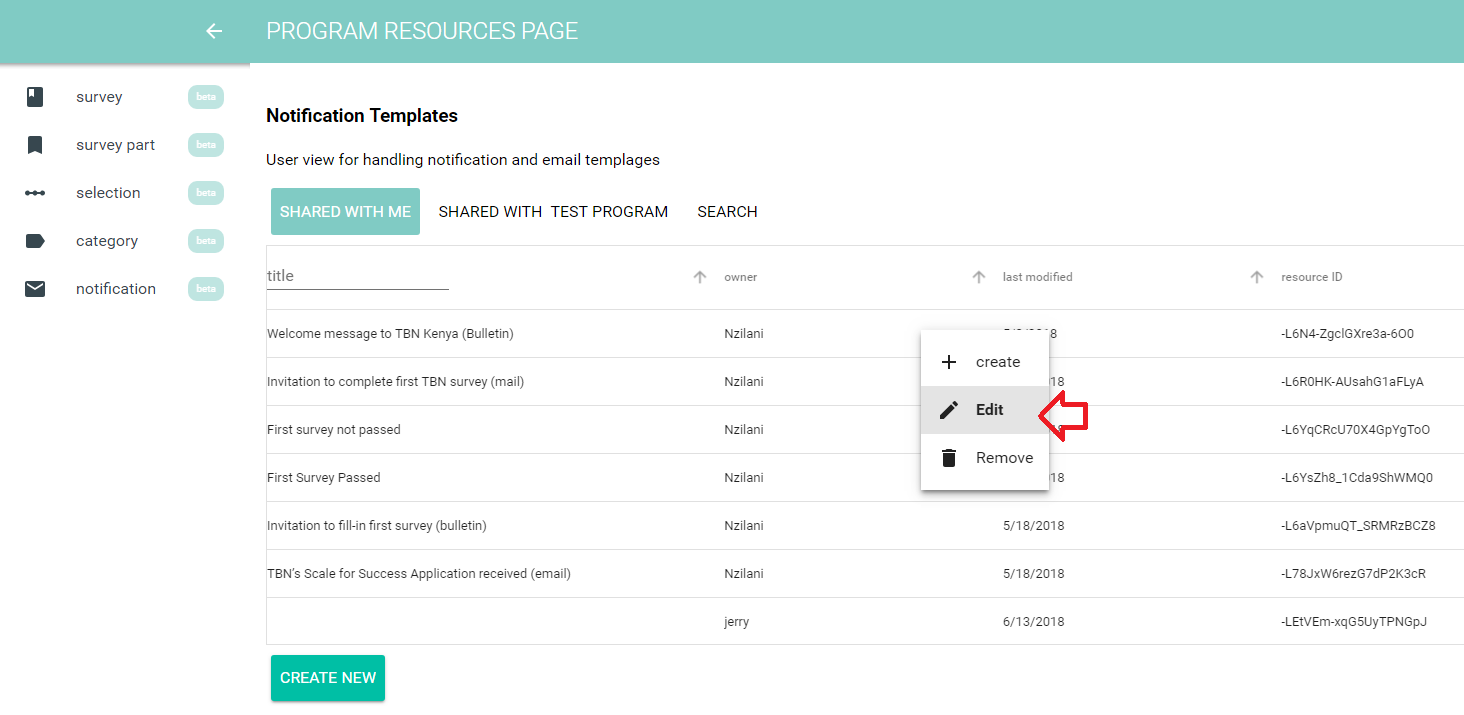 PROGRAM RESOURCES PAGE
survey beta
survey part beta
selection beta
category beta
notification beta
Notification Templates
User view for handling notification and email templages
SHARED WITH ME SHARED WITH TEST PROGRAM SEARCH
title owner last modified resource ID
Welcome message to TBN Kenya (Bulletin) Nzilani 8 -L6N4-ZgclGXre3a-6O0
Invitation to complete first TBN survey (mail) Nzilani 18 -L6R0HK-AUsahG1aFLyA
First survey not passed Nzilani -L6YqCRcU70X4GpYgToO
First Survey Passed Nzilani 18 -L6YsZh8_1Cda9ShWMQ0
Invitation to fill-in first survey (bulletin) Nzilani 5/18/2018 -L6aVpmuQT_SRMRzBCZ8
TBN's Scale for Success Application received (email) Nzilani 5/18/2018 -L78JxW6rezG7dP2K3cR
jerry 6/13/2018 -LEtVEm-xqG5UyTPNGpJ
create
Edit
Remove
CREATE NEW